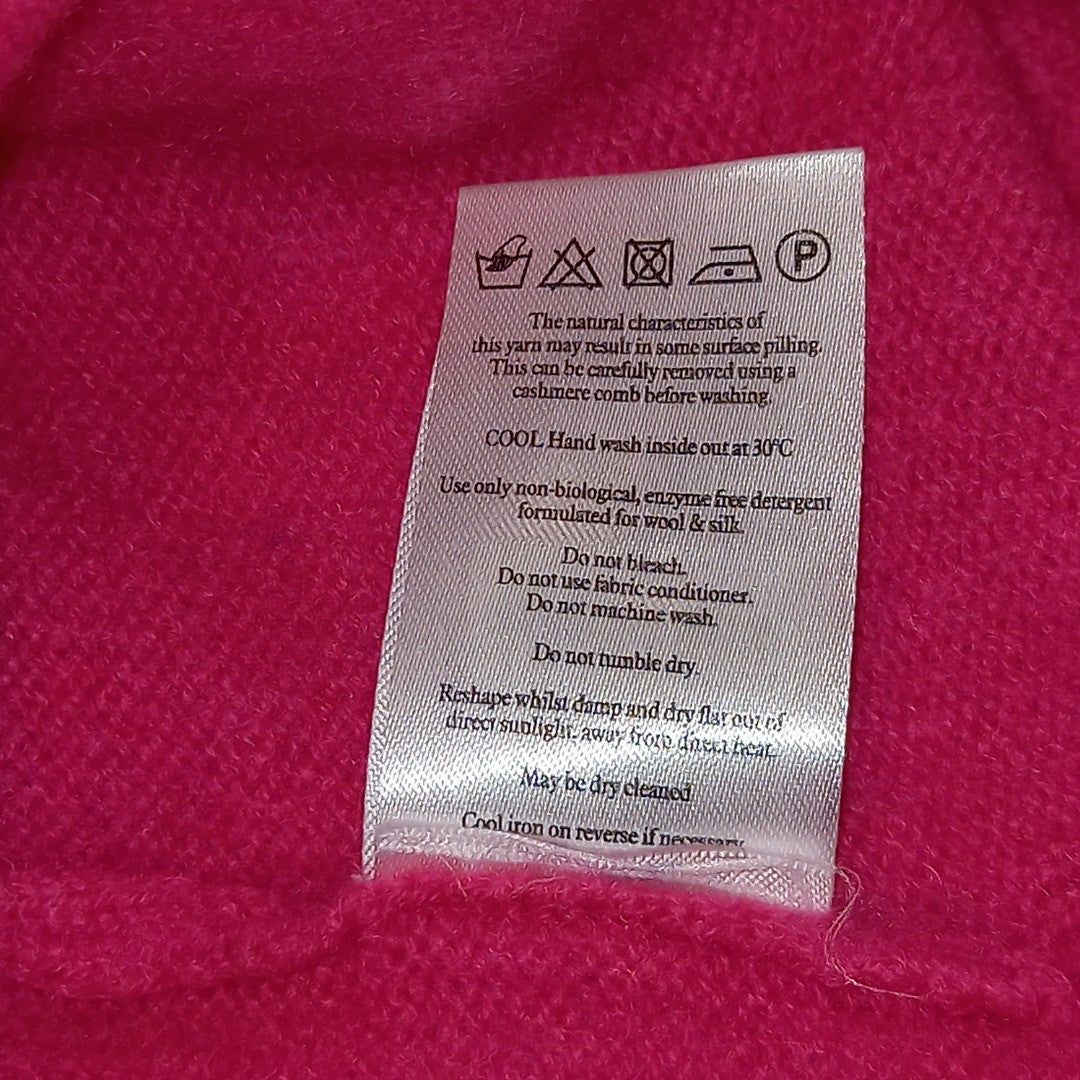 P
The natural characteristics of
this yarn may result in some surface pilling.
This can be carefully removed using a
cashmere comb before washing.
COOL Hand wash inside out at 30°C
Use only non-biological, enzyme free detergent
formulated for wool & silk.
Do not bleach.
Do not use fabric conditioner.
Do not machine wash.
Do not tumble dry.
Reshape whilst damp and dry flat out of
direct sunlight, away from direct heat.
May be dry cleaned
Cool iron on reverse if necessary.